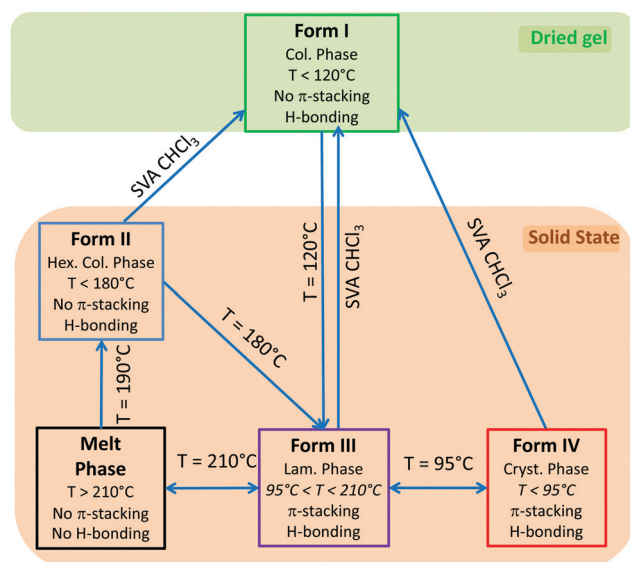 Form I
Col. Phase
T < 120°C
No π-stacking
H-bonding
Dried gel
SVA CHCl₃
Form II
Hex. Col. Phase
T < 180°C
No π-stacking
H-bonding
T = 120°C
SVA CHCl₃
SVA CHCl₃
Solid State
T = 180°C
T = 190°C
Melt
Phase
T > 210°C
No π-stacking
No H-bonding
T = 210°C
Form III
Lam. Phase
95°C < T < 210°C
π-stacking
H-bonding
T = 95°C
Form IV
Cryst. Phase
T < 95°C
π-stacking
H-bonding